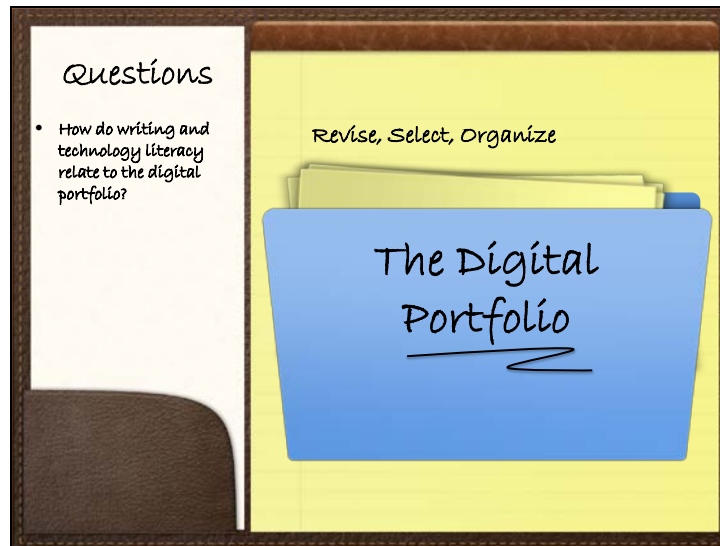 Questions
• How do writing and
technology literacy
relate to the digital
portfolio?
Revise, Select, Organize
The Digital
Portfolio